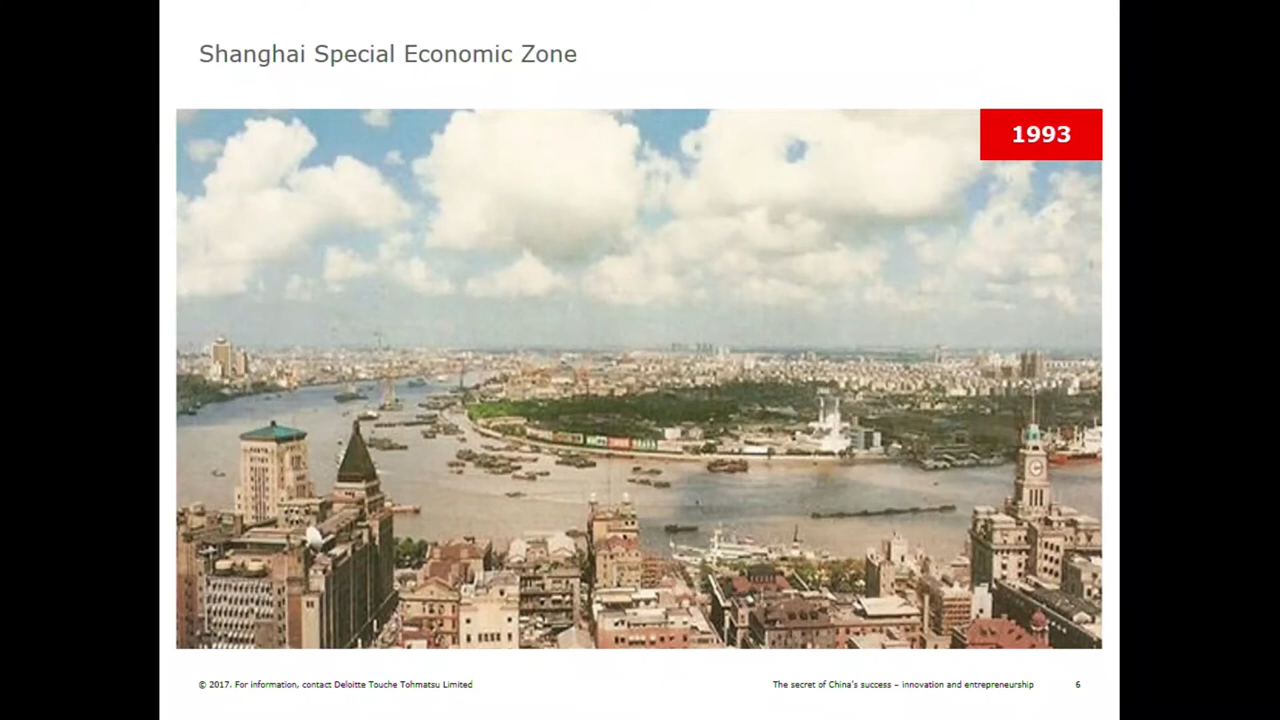 Shanghai Special Economic Zone
1993
© 2017. For information, contact Deloitte Touche Tohmatsu Limited
The secret of China's success – innovation and entrepreneurship
6